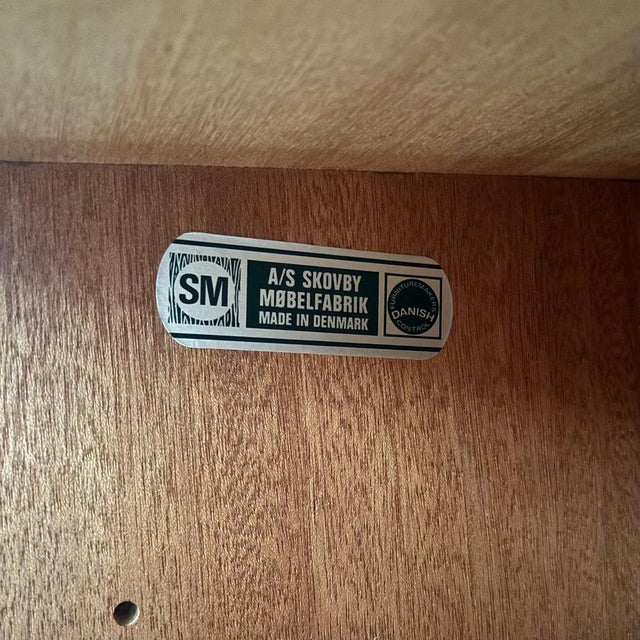 SM
A/S SKOVBY
MØBELFABRIK
MADE IN DENMARK
FURNITUREMAKERS
DANISH
CONTROL